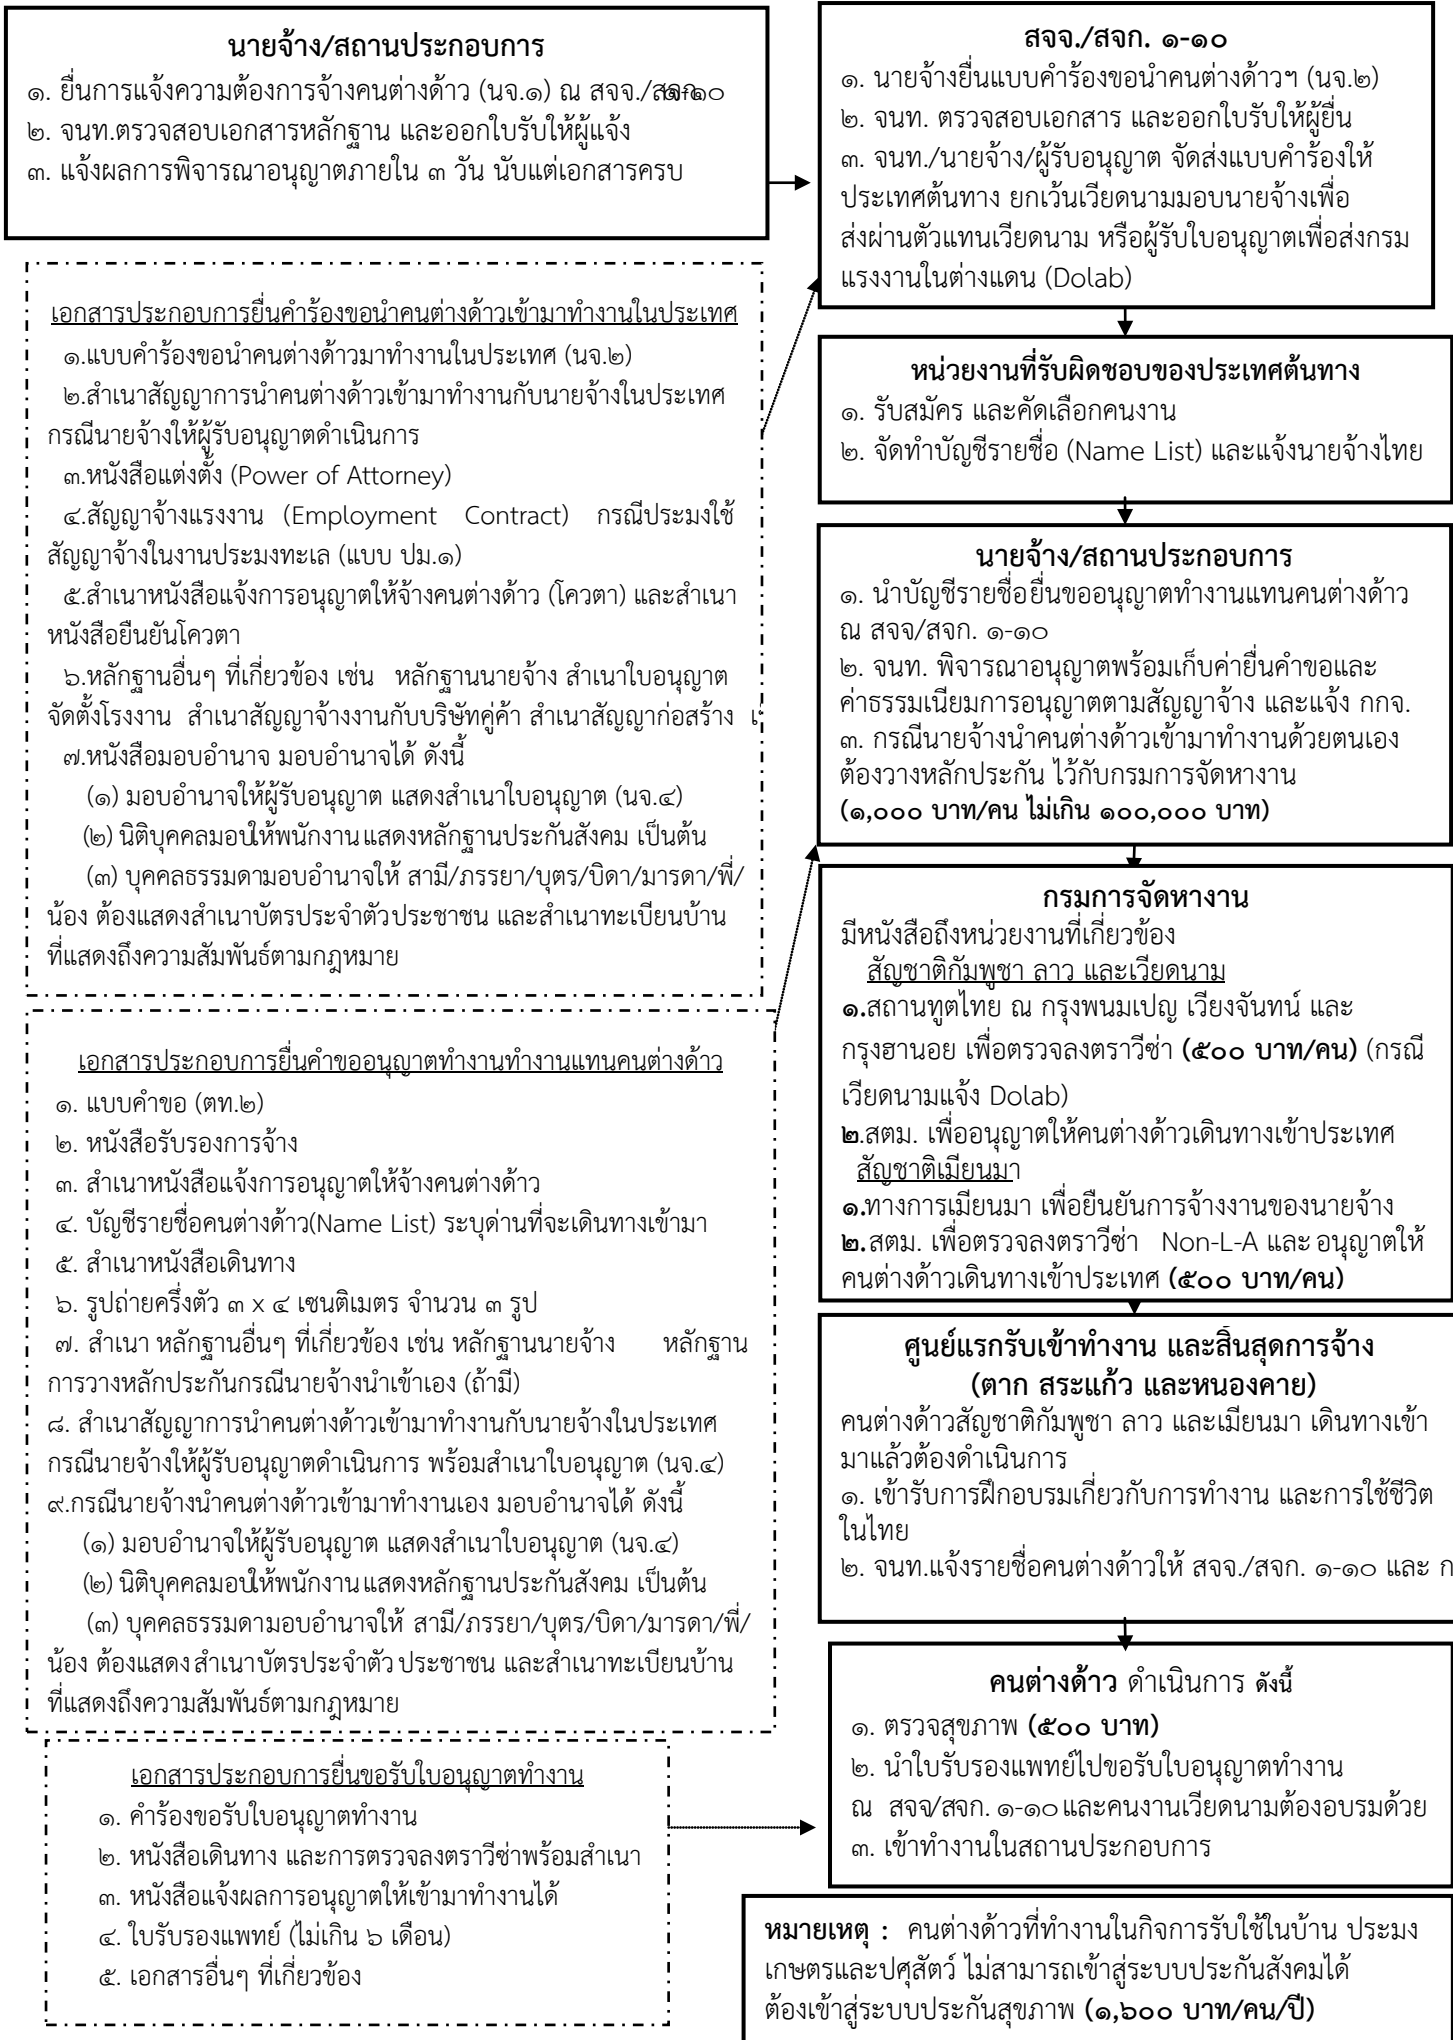 นายจ้าง/สถานประกอบการ
๑. ยื่นการแจ้งความต้องการจ้างคนต่างด้าว (นจ.๑) ณ สจจ./สจก. ๑-๑๐
๒. จนท.ตรวจสอบเอกสารหลักฐาน และออกใบรับให้ผู้แจ้ง
๓. แจ้งผลการพิจารณาอนุญาตภายใน ๓ วัน นับแต่เอกสารครบ
สจจ./สจก. ๑-๑๐
๑. นายจ้างยื่นแบบคำร้องขอนำคนต่างด้าวฯ (นจ.๒)
๒. จนท. ตรวจสอบเอกสาร และออกใบรับให้ผู้ยื่น
๓. จนท./นายจ้าง/ผู้รับอนุญาต จัดส่งแบบคำร้องให้
ประเทศต้นทาง ยกเว้นเวียดนามมอบนายจ้างเพื่อ
ส่งผ่านตัวแทนเวียดนาม หรือผู้รับใบอนุญาตเพื่อส่งกรม
แรงงานในต่างแดน (Dolab)
เอกสารประกอบการยื่นคำร้องขอนำคนต่างด้าวเข้ามาทำงานในประเทศ
๑.แบบคำร้องขอนำคนต่างด้าวมาทำงานในประเทศ (นจ.๒)
๒.สำเนาสัญญาการนำคนต่างด้าวเข้ามาทำงานกับนายจ้างในประเทศ
กรณีนายจ้างให้ผู้รับอนุญาตดำเนินการ
๓.หนังสือแต่งตั้ง (Power of Attorney)
๔.สัญญาจ้างแรงงาน (Employment Contract) กรณีประมงใช้
สัญญาจ้างในงานประมงทะเล (แบบ ปม.๑)
๕.สำเนาหนังสือแจ้งการอนุญาตให้จ้างคนต่างด้าว (โควตา) และสำเนา
หนังสือยืนยันโควตา
๖.หลักฐานอื่นๆ ที่เกี่ยวข้อง เช่น หลักฐานนายจ้าง สำเนาใบอนุญาต
จัดตั้งโรงงาน สำเนาสัญญาจ้างงานกับบริษัทคู่ค้า สำเนาสัญญาก่อสร้าง
๗.หนังสือมอบอำนาจ มอบอำนาจได้ ดังนี้
(๑) มอบอำนาจให้ผู้รับอนุญาต แสดงสำเนาใบอนุญาต (นจ.๔)
(๒) นิติบุคคลมอบให้พนักงาน แสดงหลักฐานประกันสังคม เป็นต้น
(๓) บุคคลธรรมดามอบอำนาจให้ สามี/ภรรยา/บุตร/บิดา/มารดา/พี่/
น้อง ต้องแสดงสำเนาบัตรประจำตัวประชาชน และสำเนาทะเบียนบ้าน
ที่แสดงถึงความสัมพันธ์ตามกฎหมาย
หน่วยงานที่รับผิดชอบของประเทศต้นทาง
๑. รับสมัคร และคัดเลือกคนงาน
๒. จัดทำบัญชีรายชื่อ (Name List) และแจ้งนายจ้างไทย
นายจ้าง/สถานประกอบการ
๑. นำบัญชีรายชื่อยื่นขออนุญาตทำงานแทนคนต่างด้าว
ณ สจจ/สจก. ๑-๑๐
๒. จนท. พิจารณาอนุญาตพร้อมเก็บค่ายื่นคำขอและ
ค่าธรรมเนียมการอนุญาตตามสัญญาจ้าง และแจ้ง กกจ.
๓. กรณีนายจ้างนำคนต่างด้าวเข้ามาทำงานด้วยตนเอง
ต้องวางหลักประกัน ไว้กับกรมการจัดหางาน
(๑,๐๐๐ บาท/คน ไม่เกิน ๑๐๐,๐๐๐ บาท)
กรมการจัดหางาน
มีหนังสือถึงหน่วยงานที่เกี่ยวข้อง
สัญชาติกัมพูชา ลาว และเวียดนาม
๑.สถานทูตไทย ณ กรุงพนมเปญ เวียงจันทน์ และ
กรุงฮานอย เพื่อตรวจลงตราวีซ่า (๕๐๐ บาท/คน) (กรณี
เวียดนามแจ้ง Dolab)
๒.สตม. เพื่ออนุญาตให้คนต่างด้าวเดินทางเข้าประเทศ
สัญชาติเมียนมา
๑.ทางการเมียนมา เพื่อยืนยันการจ้างงานของนายจ้าง
๒.สตม. เพื่อตรวจลงตราวีซ่า Non-L-A และ อนุญาตให้
คนต่างด้าวเดินทางเข้าประเทศ (๕๐๐ บาท/คน)
เอกสารประกอบการยื่นคำขออนุญาตทำงานทำงานแทนคนต่างด้าว
๑. แบบคำขอ (ตท.๒)
๒. หนังสือรับรองการจ้าง
๓. สำเนาหนังสือแจ้งการอนุญาตให้จ้างคนต่างด้าว
๔. บัญชีรายชื่อคนต่างด้าว(Name List) ระบุด่านที่จะเดินทางเข้ามา
๕. สำเนาหนังสือเดินทาง
๖. รูปถ่ายครึ่งตัว ๓ x ๔ เซนติเมตร จำนวน ๓ รูป
๗. สำเนา หลักฐานอื่นๆ ที่เกี่ยวข้อง เช่น หลักฐานนายจ้าง หลักฐาน
การวางหลักประกันกรณีนายจ้างนำเข้าเอง (ถ้ามี)
๘. สำเนาสัญญาการนำคนต่างด้าวเข้ามาทำงานกับนายจ้างในประเทศ
กรณีนายจ้างให้ผู้รับอนุญาตดำเนินการ พร้อมสำเนาใบอนุญาต (นจ.๔)
๙.กรณีนายจ้างนำคนต่างด้าวเข้ามาทำงานเอง มอบอำนาจได้ ดังนี้
(๑) มอบอำนาจให้ผู้รับอนุญาต แสดงสำเนาใบอนุญาต (นจ.๔)
(๒) นิติบุคคลมอบให้พนักงาน แสดงหลักฐานประกันสังคม เป็นต้น
(๓) บุคคลธรรมดามอบอำนาจให้ สามี/ภรรยา/บุตร/บิดา/มารดา/พี่/
น้อง ต้องแสดง สำเนาบัตรประจำตัว ประชาชน และสำเนาทะเบียนบ้าน
ที่แสดงถึงความสัมพันธ์ตามกฎหมาย
ศูนย์แรกรับเข้าทำงาน และสิ้นสุดการจ้าง
(ตาก สระแก้ว และหนองคาย)
คนต่างด้าวสัญชาติกัมพูชา ลาว และเมียนมา เดินทางเข้า
มาแล้วต้องดำเนินการ
๑. เข้ารับการฝึกอบรมเกี่ยวกับการทำงาน และการใช้ชีวิต
ในไทย
๒. จนท.แจ้งรายชื่อคนต่างด้าวให้ สจจ./สจก. ๑-๑๐ และ ก
คนต่างด้าว ดำเนินการ ดังนี้
๑. ตรวจสุขภาพ (๕๐๐ บาท)
๒. นำใบรับรองแพทย์ไปขอรับใบอนุญาตทำงาน
ณ สจจ/สจก. ๑-๑๐ และคนงานเวียดนามต้องอบรมด้วย
๓. เข้าทำงานในสถานประกอบการ
เอกสารประกอบการยื่นขอรับใบอนุญาตทำงาน
๑. คำร้องขอรับใบอนุญาตทำงาน
๒. หนังสือเดินทาง และการตรวจลงตราวีซ่าพร้อมสำเนา
๓. หนังสือแจ้งผลการอนุญาตให้เข้ามาทำงานได้
๔. ใบรับรองแพทย์ (ไม่เกิน ๖ เดือน)
๕. เอกสารอื่นๆ ที่เกี่ยวข้อง
หมายเหตุ : คนต่างด้าวที่ทำงานในกิจการรับใช้ในบ้าน ประมง
เกษตรและปศุสัตว์ ไม่สามารถเข้าสู่ระบบประกันสังคมได้
ต้องเข้าสู่ระบบประกันสุขภาพ (๑,๖๐๐ บาท/คน/ปี)